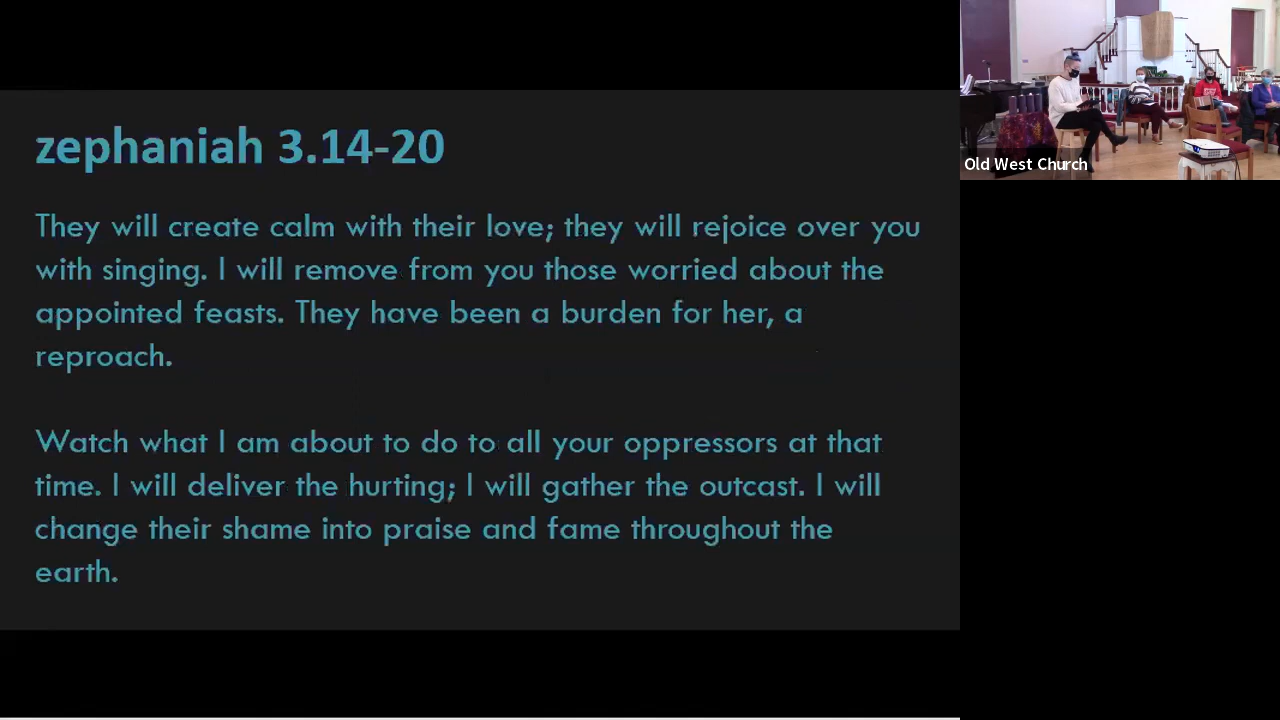 zephaniah 3.14-20
They will create calm with their love; they will rejoice over you
with singing. I will remove from you those worried about the
appointed feasts. They have been a burden for her, a
reproach.
Watch what I am about to do to all your oppressors at that
time. I will deliver the hurting; I will gather the outcast. I will
change their shame into praise and fame throughout the
earth.
Old West Church